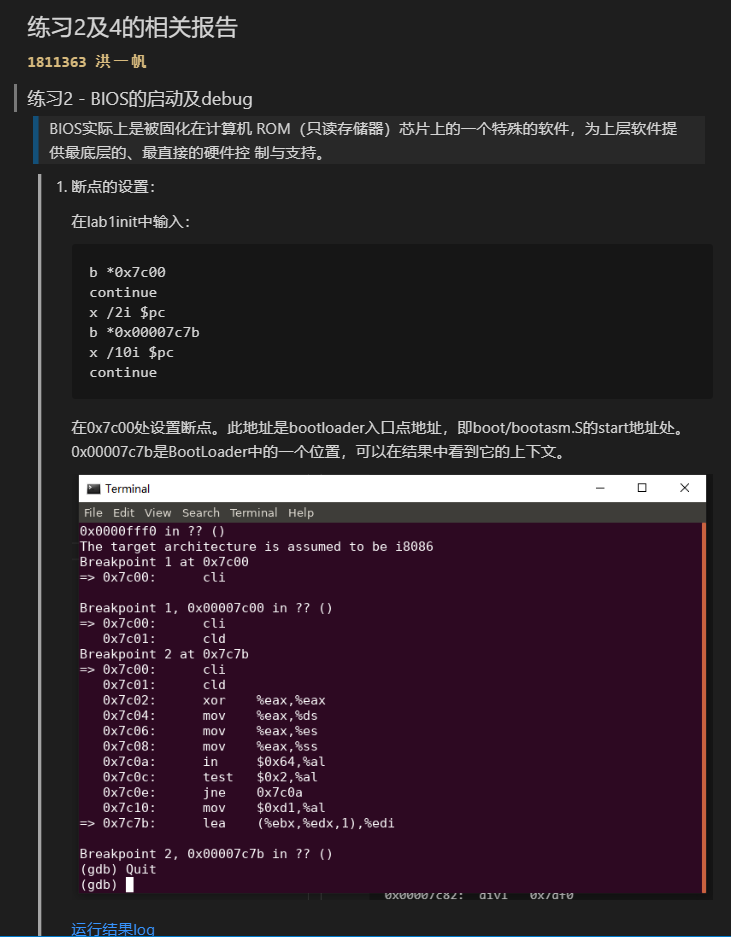 练习2及4的相关报告
1811363 洪一帆
练习2 - BIOS的启动及debug
BIOS实际上是被固化在计算机 ROM（只读存储器）芯片上的一个特殊的软件，为上层软件提
供最底层的、最直接的硬件控 制与支持。
1. 断点的设置：
在lab1init中输入：
b *0x7c00
continue
x /2i $pc
b *0x00007c7b
x /10i $pc
continue
在0x7c00处设置断点。此地址是bootloader入口点地址，即boot/bootasm.S的start地址处。
0x00007c7b是BootLoader中的一个位置，可以在结果中看到它的上下文。
Terminal
File Edit View Search Terminal Help
0x0000fff0 in ?? ()
The target architecture is assumed to be i8086
Breakpoint 1 at 0x7c00
=> 0x7c00:      cli
Breakpoint 1, 0x00007c00 in ?? ()
=> 0x7c00:      cli
   0x7c01:      cld
Breakpoint 2 at 0x7c7b
=> 0x7c00:      cli
   0x7c01:      cld
   0x7c02:      xor    %eax,%eax
   0x7c04:      mov    %eax,%ds
   0x7c06:      mov    %eax,%es
   0x7c08:      mov    %eax,%ss
   0x7c0a:      in     $0x64,%al
   0x7c0c:      test   $0x2,%al
   0x7c0e:      jne    0x7c0a
   0x7c10:      mov    $0xd1,%al
=> 0x7c7b:      lea    (%ebx,%edx,1),%edi
Breakpoint 2, 0x00007c7b in ?? ()
(gdb) Quit
(gdb)
0x00007c82: divl 0x7df0
运行结果log